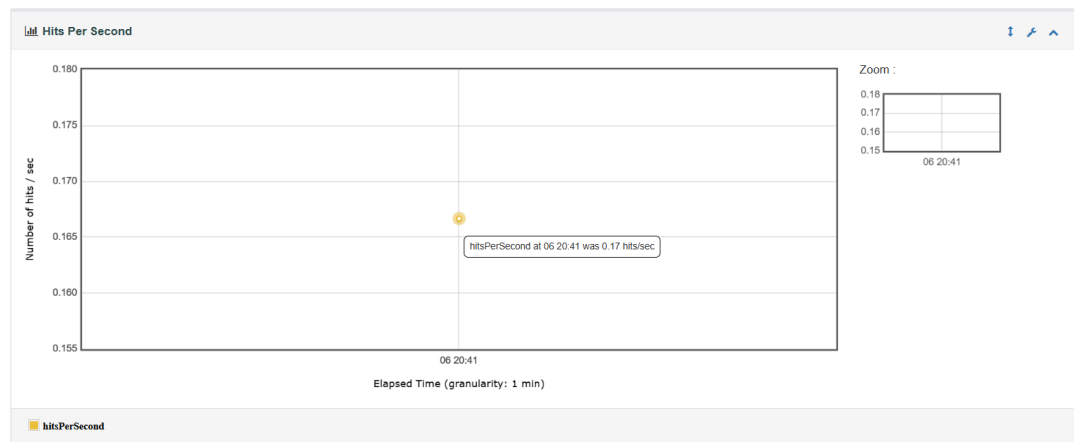 Hits Per Second
0.180
0.175
0.170
0.165
0.160
0.155
Number of hits / sec
hitsPerSecond at 06 20:41 was 0.17 hits/sec
06 20:41
Elapsed Time (granularity: 1 min)
Zoom :
0.18
0.17
0.16
0.15
06 20:41
hitsPerSecond